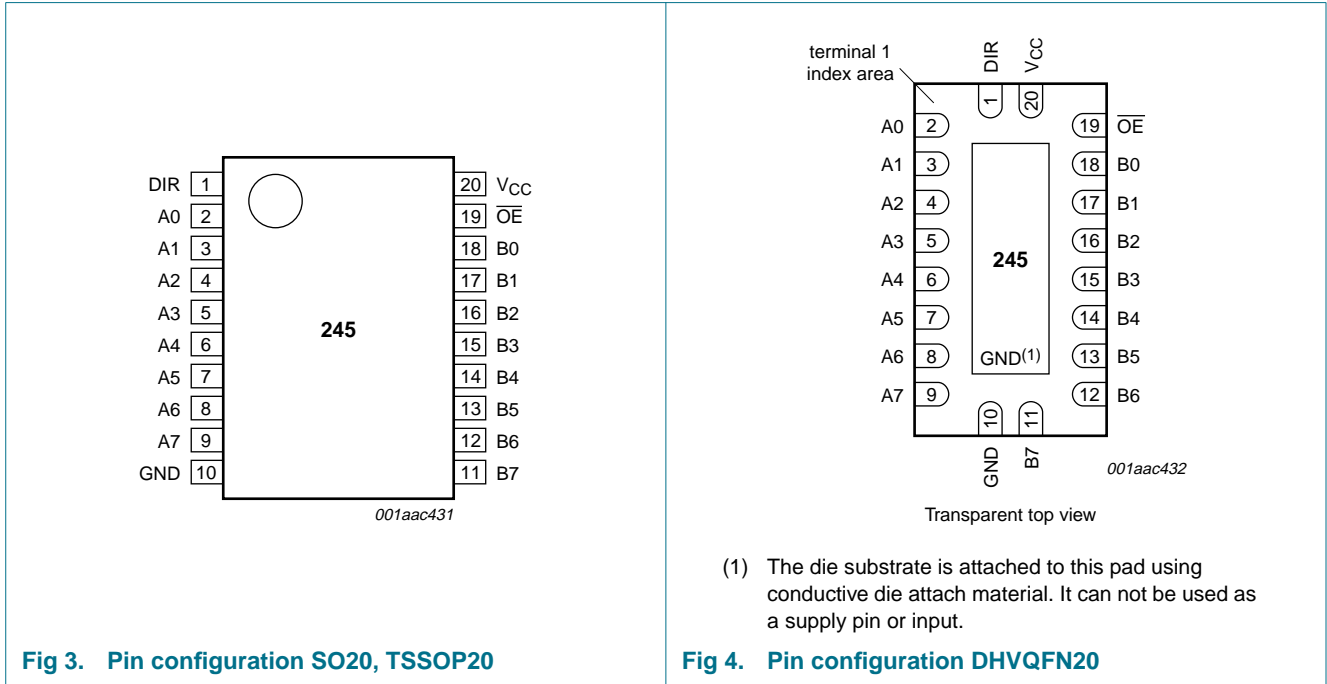 DIR 1
A0 2
A1 3
A2 4
A3 5
A4 6
A5 7
A6 8
A7 9
GND 10
245
20 VCC
19 OE
18 B0
17 B1
16 B2
15 B3
14 B4
13 B5
12 B6
11 B7
001aac431
Fig 3. Pin configuration SO20, TSSOP20
terminal 1
index area
DIR
VCC
1
20
A0 2
A1 3
A2 4
A3 5
A4 6
A5 7
A6 8
A7 9
245
GND(1)
19 OE
18 B0
17 B1
16 B2
15 B3
14 B4
13 B5
12 B6
10
11
GND
B7
001aac432
Transparent top view
(1) The die substrate is attached to this pad using
conductive die attach material. It can not be used as
a supply pin or input.
Fig 4. Pin configuration DHVQFN20